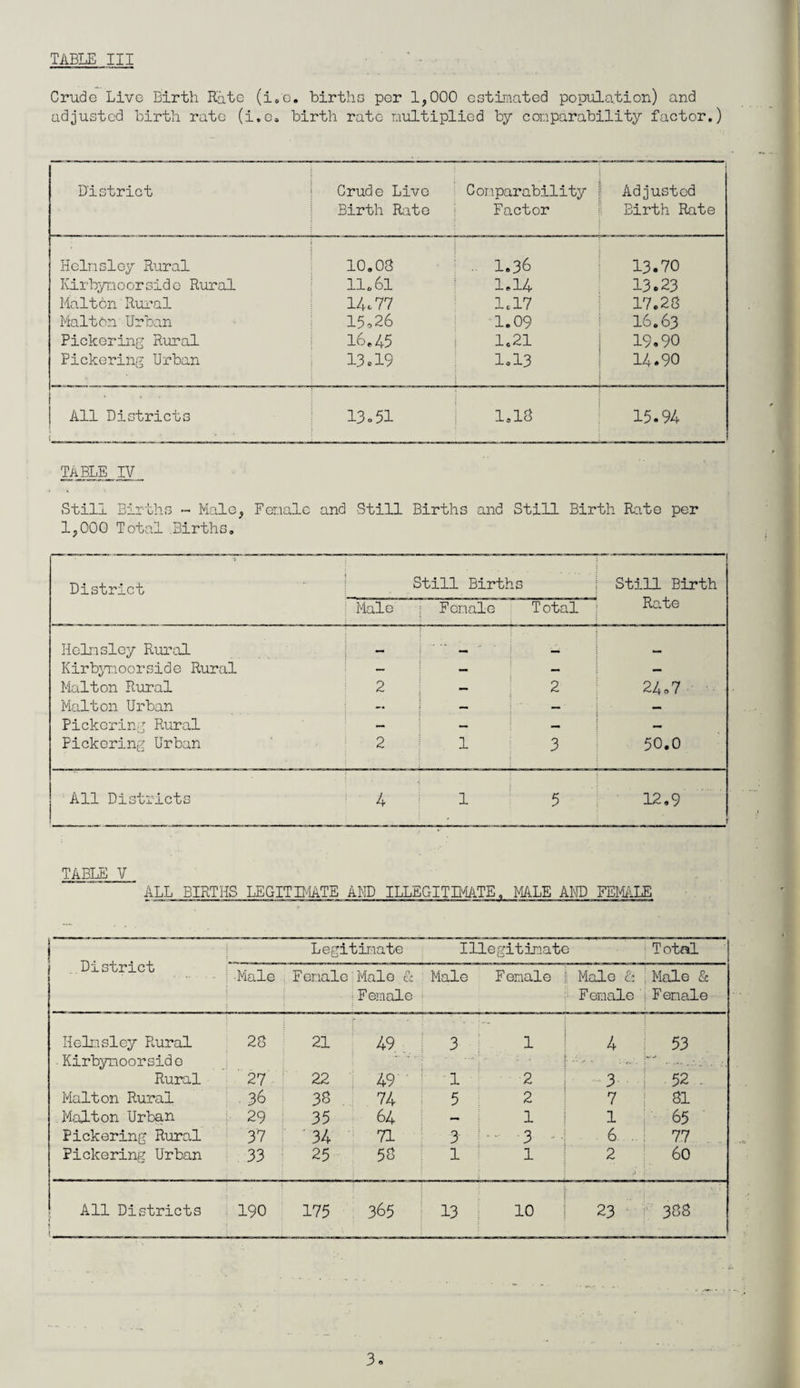 TABLE III
Crude Live Birth Rate (i.e. births per 1,000 estimated population) and
adjusted birth rate (i.e. birth rate multiplied by comparability factor.)
District Crude Live Comparability Adjusted
Birth Rate Factor Birth Rate
Helmsley Rural 10.08 1.36 13.70
Kirbymoorside Rural 11.61 1.14 13.23
Malton Rural 14.77 1.17 17.28
Malton Urban 15.26 1.09 16.63
Pickering Rural 16.45 1.21 19.90
Pickering Urban 13.19 1.13 14.90
All Districts 13.51 1.18 15.94
TABLE IV
Still Births - Male, Female and Still Births and Still Birth Rate per
1,000 Total Births.
District Still Births Still Birth
Male Female Total Rate
Helmsley Rural - - - -
Kirbymoorside Rural - - - -
Malton Rural 2 - 2 24.7
Malton Urban - - - -
Pickering Rural - - - -
Pickering Urban 2 1 3 50.0
All Districts 4 1 5 12.9
TABLE V
ALL BIRTHS LEGITIMATE AND ILLEGITIMATE, MALE AND FEMALE
Legitimate Illegitimate Total
District Male Female Male & Male Female Male & Male &
Female Female Female
Helmsley Rural 28 21 49 3 1 4 53
Kirbymoorside
Rural 27 22 49 1 2 3 52
Malton Rural 36 38 74 5 2 7 81
Malton Urban 29 35 64 - 1 1 65
Pickering Rural 37 34 71 3 3 6 77
Pickering Urban 33 25 58 1 1 2 60
All Districts 190 175 365 13 10 23 388
3.